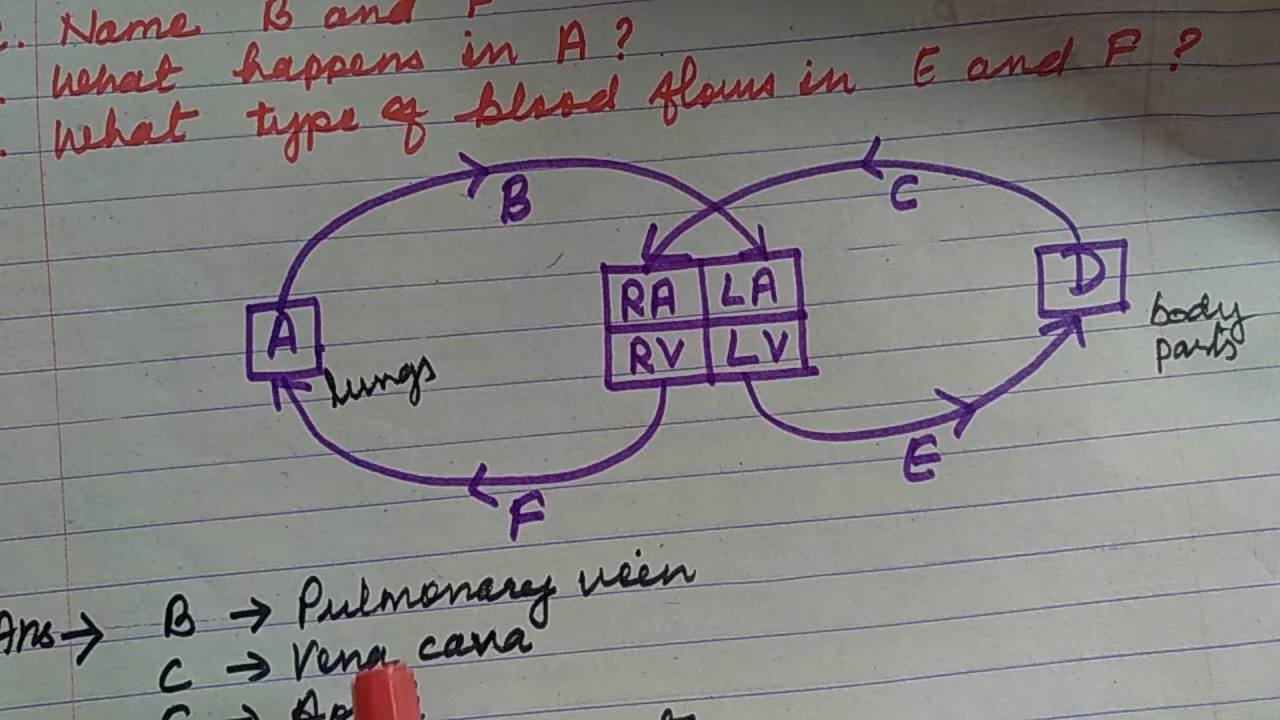 Name B and F
What happens in A?
What type of blood flows in E and F?
B
C
RA LA
D
A
RV LV
body
parts
lungs
E
F
Ans → B → Pulmonary vein
C → Vena cava